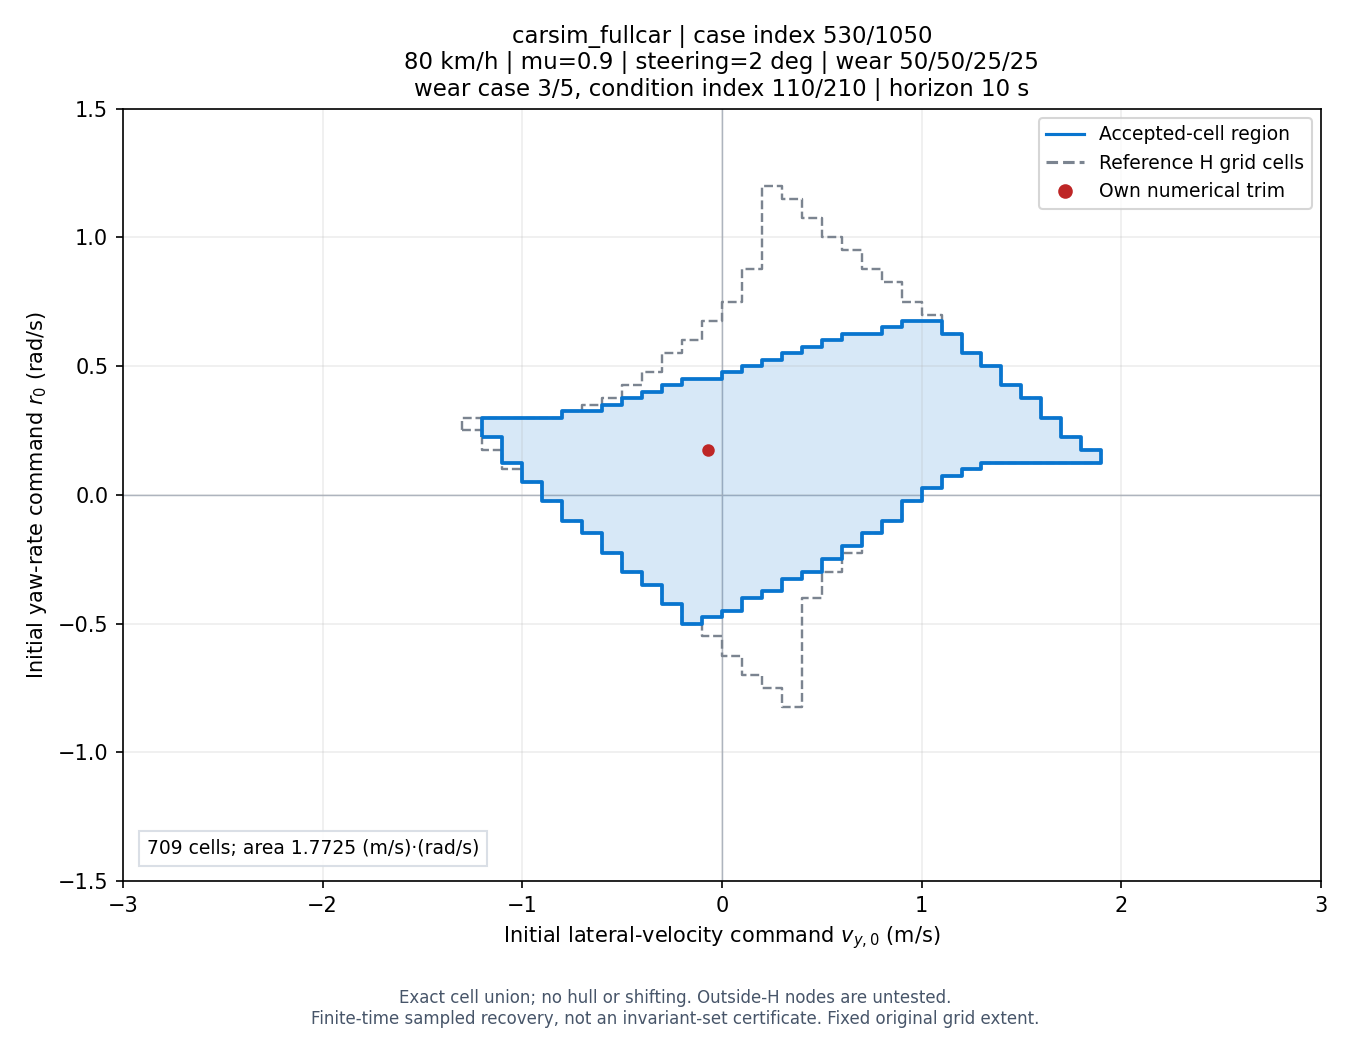 carsim_fullcar | case index 530/1050
80 km/h | mu=0.9 | steering=2 deg | wear 50/50/25/25
wear case 3/5, condition index 110/210 | horizon 10 s
Accepted-cell region
Reference H grid cells
Own numerical trim
1.5
1.0
0.5
0.0
−0.5
−1.0
−1.5
Initial yaw-rate command r₀ (rad/s)
709 cells; area 1.7725 (m/s)·(rad/s)
−3 −2 −1 0 1 2 3
Initial lateral-velocity command v_{y,0} (m/s)
Exact cell union; no hull or shifting. Outside-H nodes are untested.
Finite-time sampled recovery, not an invariant-set certificate. Fixed original grid extent.